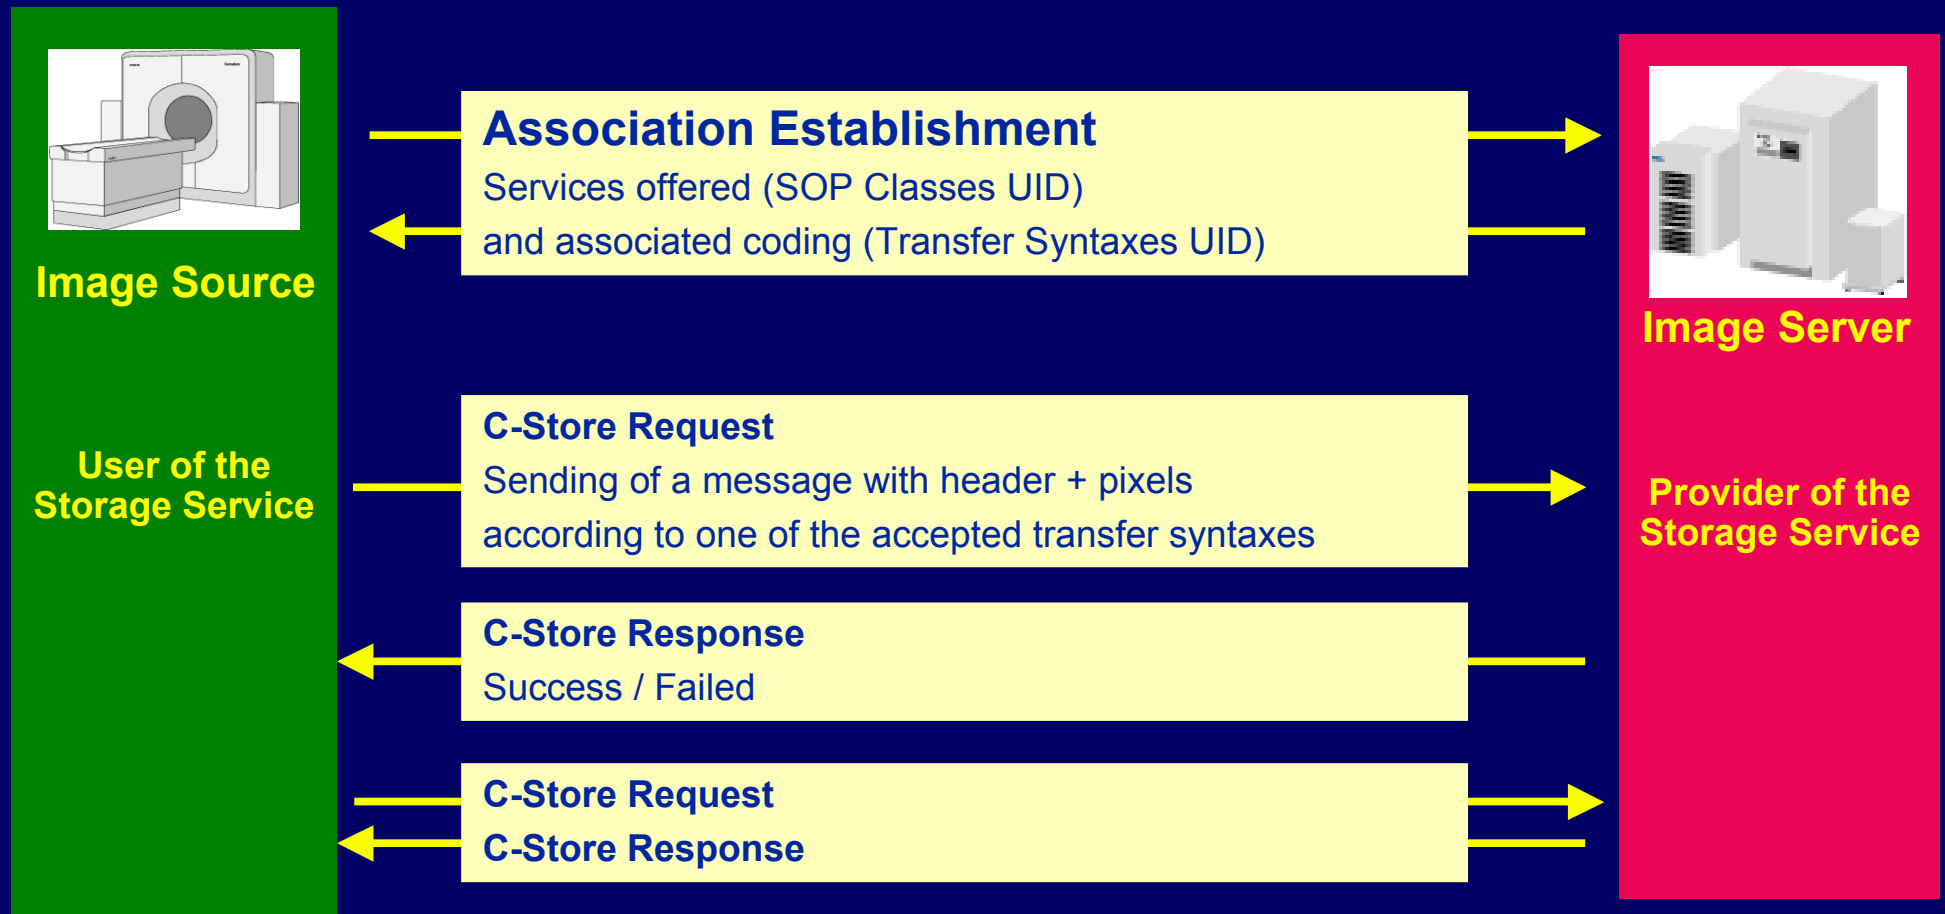 Image Source
User of the
Storage Service
Association Establishment
Services offered (SOP Classes UID)
and associated coding (Transfer Syntaxes UID)
C-Store Request
Sending of a message with header + pixels
according to one of the accepted transfer syntaxes
C-Store Response
Success / Failed
C-Store Request
C-Store Response
Image Server
Provider of the
Storage Service